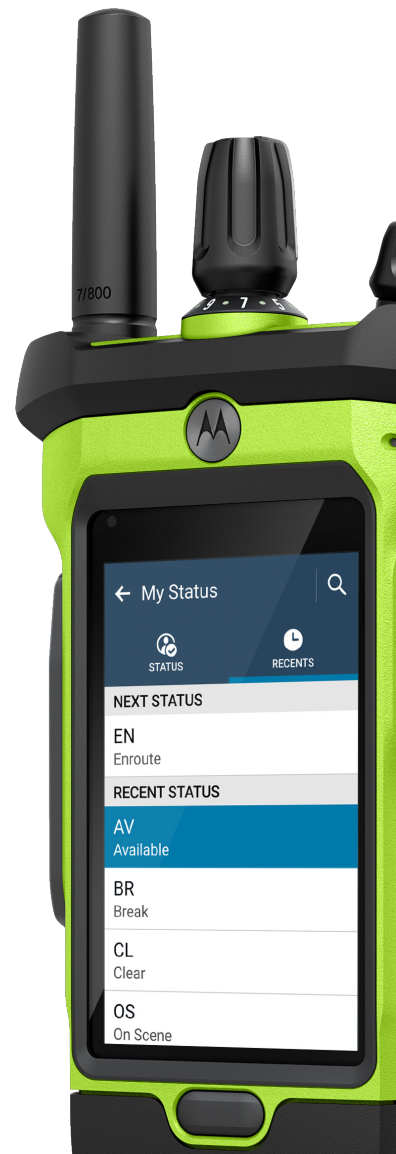 7/800
9 · 7 · 5
My Status
STATUS
RECENTS
NEXT STATUS
EN
Enroute
RECENT STATUS
AV
Available
BR
Break
CL
Clear
OS
On Scene